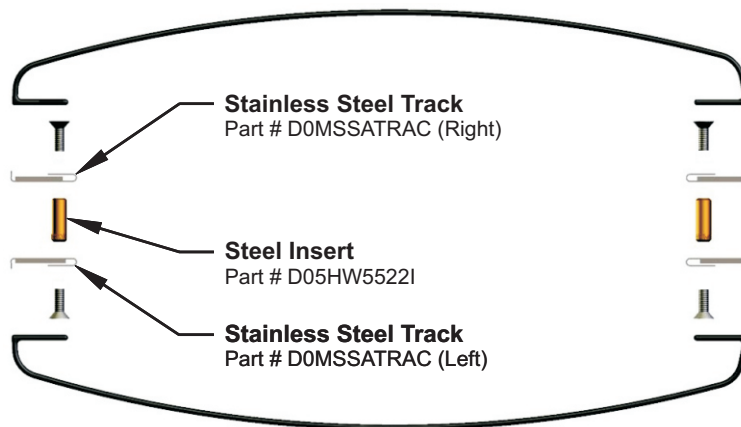 Stainless Steel Track
Part # D0MSSATRAC (Right)
Steel Insert
Part # D05HW5522I
Stainless Steel Track
Part # D0MSSATRAC (Left)